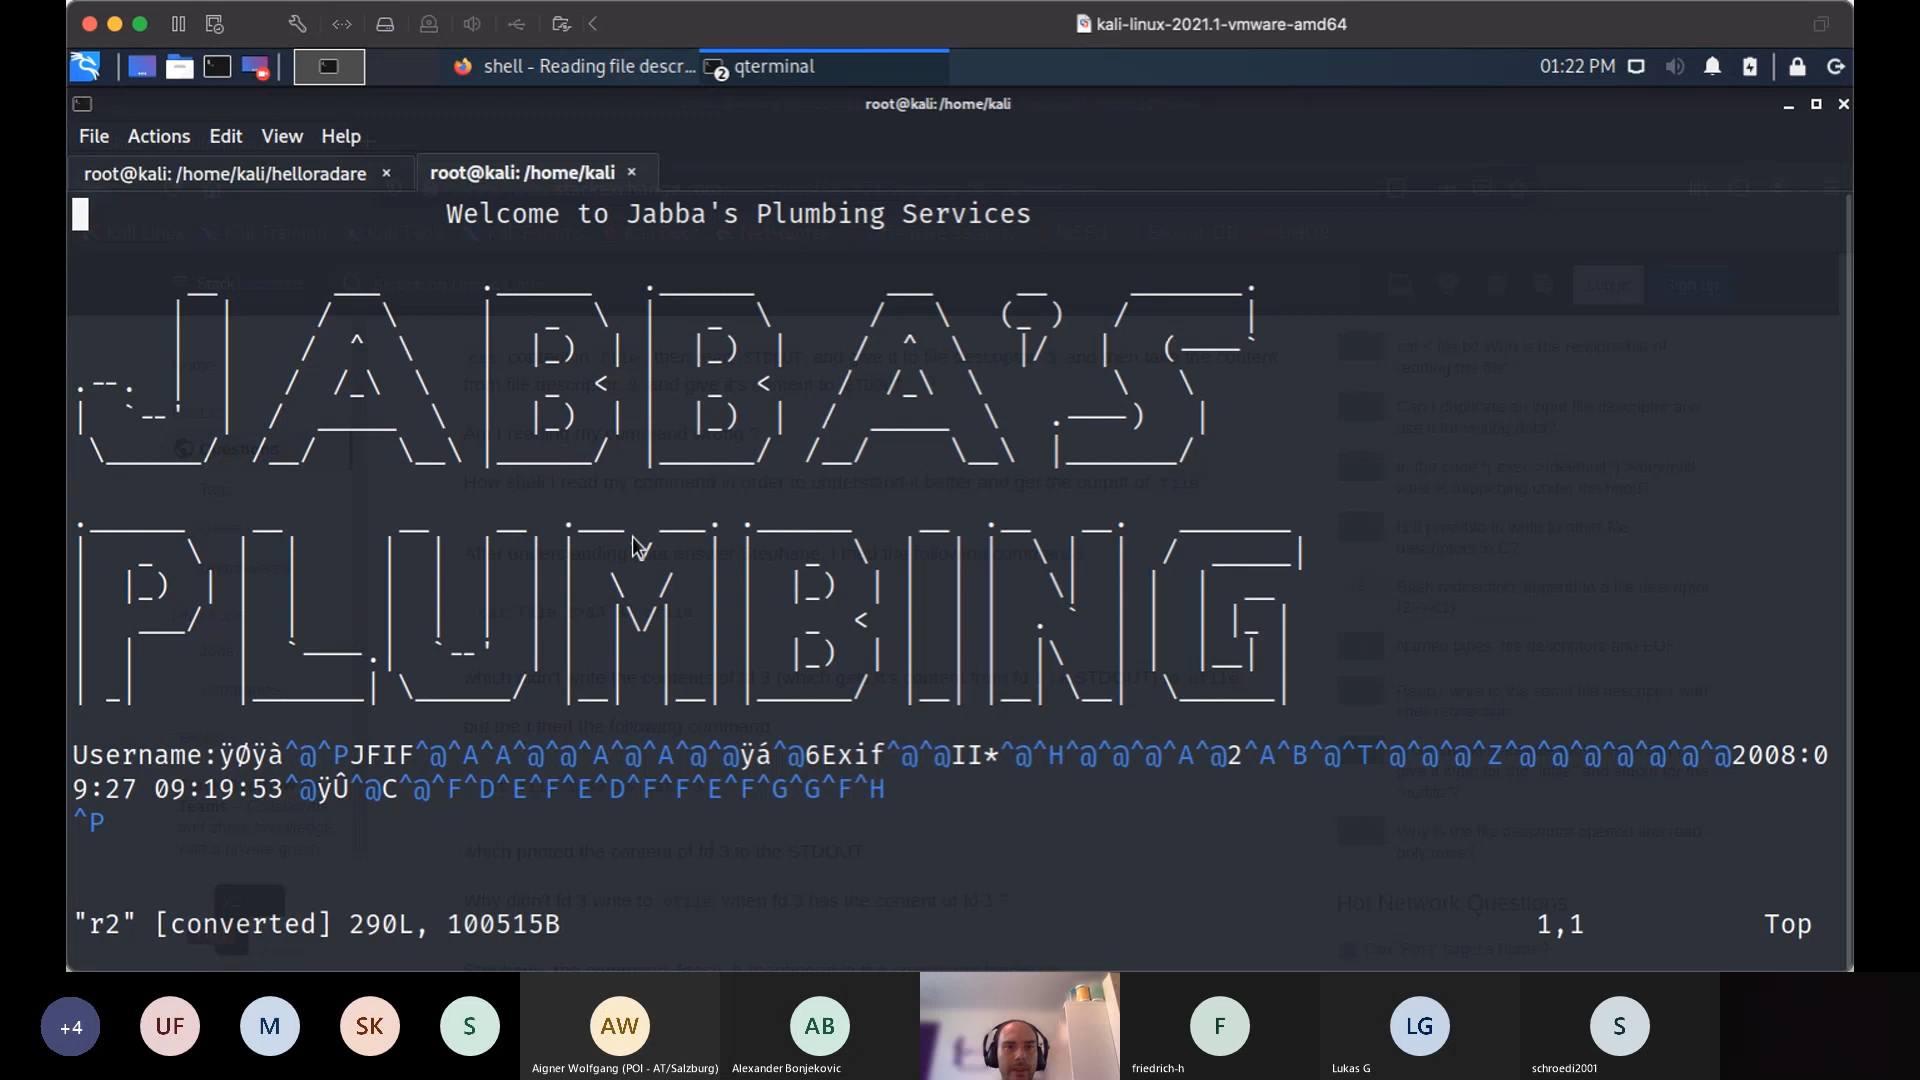 kali-linux-2021.1-vmware-amd64
shell - Reading file descr...
2 qterminal
01:22 PM
root@kali: /home/kali
File Actions Edit View Help
root@kali: /home/kali/helloradare ×
root@kali: /home/kali ×
Welcome to Jabba's Plumbing Services
JABBA'S
PLUMBING
Username:ÿØÿà^@^PJFIF^@^A^A^@^@^A^@^A^@^@ÿá^@6Exif^@^@II*^@^H^@^@^@^A^@2^A^B^@^T^@^@^@^Z^@^@^@^@^@^@^@2008:0
9:27 09:19:53^@ÿÛ^@C^@^F^D^E^F^E^D^F^F^E^F^G^G^F^H
^P
"r2" [converted] 290L, 100515B
1,1
Top
+4
UF
M
SK
S
AW
AB
F
LG
S
Aigner Wolfgang (POI - AT/Salzburg)
Alexander Bonjekovic
friedrich-h
Lukas G
schroedi2001